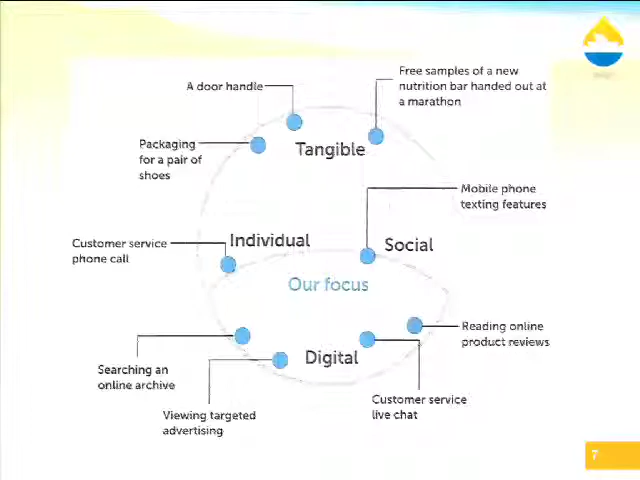 A door handle
Free samples of a new
nutrition bar handed out at
a marathon
Packaging
for a pair of
shoes
Tangible
Mobile phone
texting features
Customer service
phone call
Individual
Social
Our focus
Reading online
product reviews
Searching an
online archive
Digital
Viewing targeted
advertising
Customer service
live chat
7